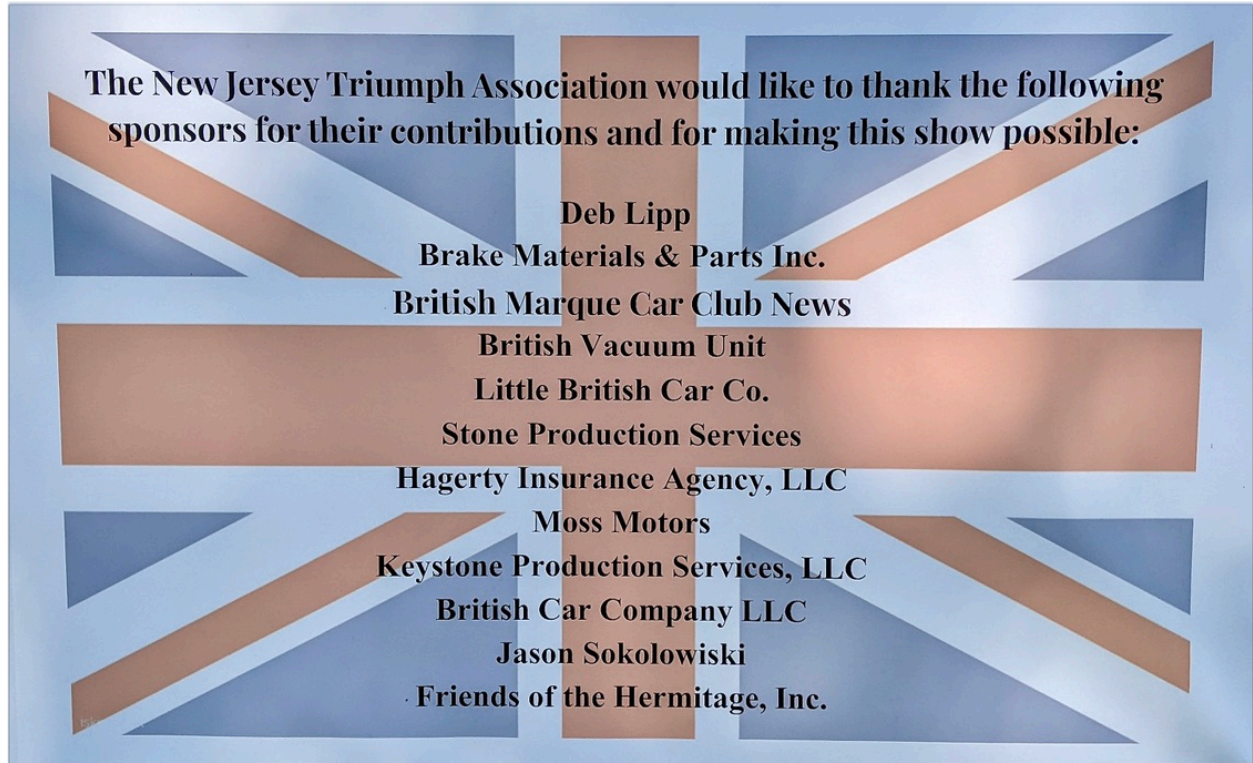 The New Jersey Triumph Association would like to thank the following
sponsors for their contributions and for making this show possible:
Deb Lipp
Brake Materials & Parts Inc.
British Marque Car Club News
British Vacuum Unit
Little British Car Co.
Stone Production Services
Hagerty Insurance Agency, LLC
Moss Motors
Keystone Production Services, LLC
British Car Company LLC
Jason Sokolowiski
Friends of the Hermitage, Inc.